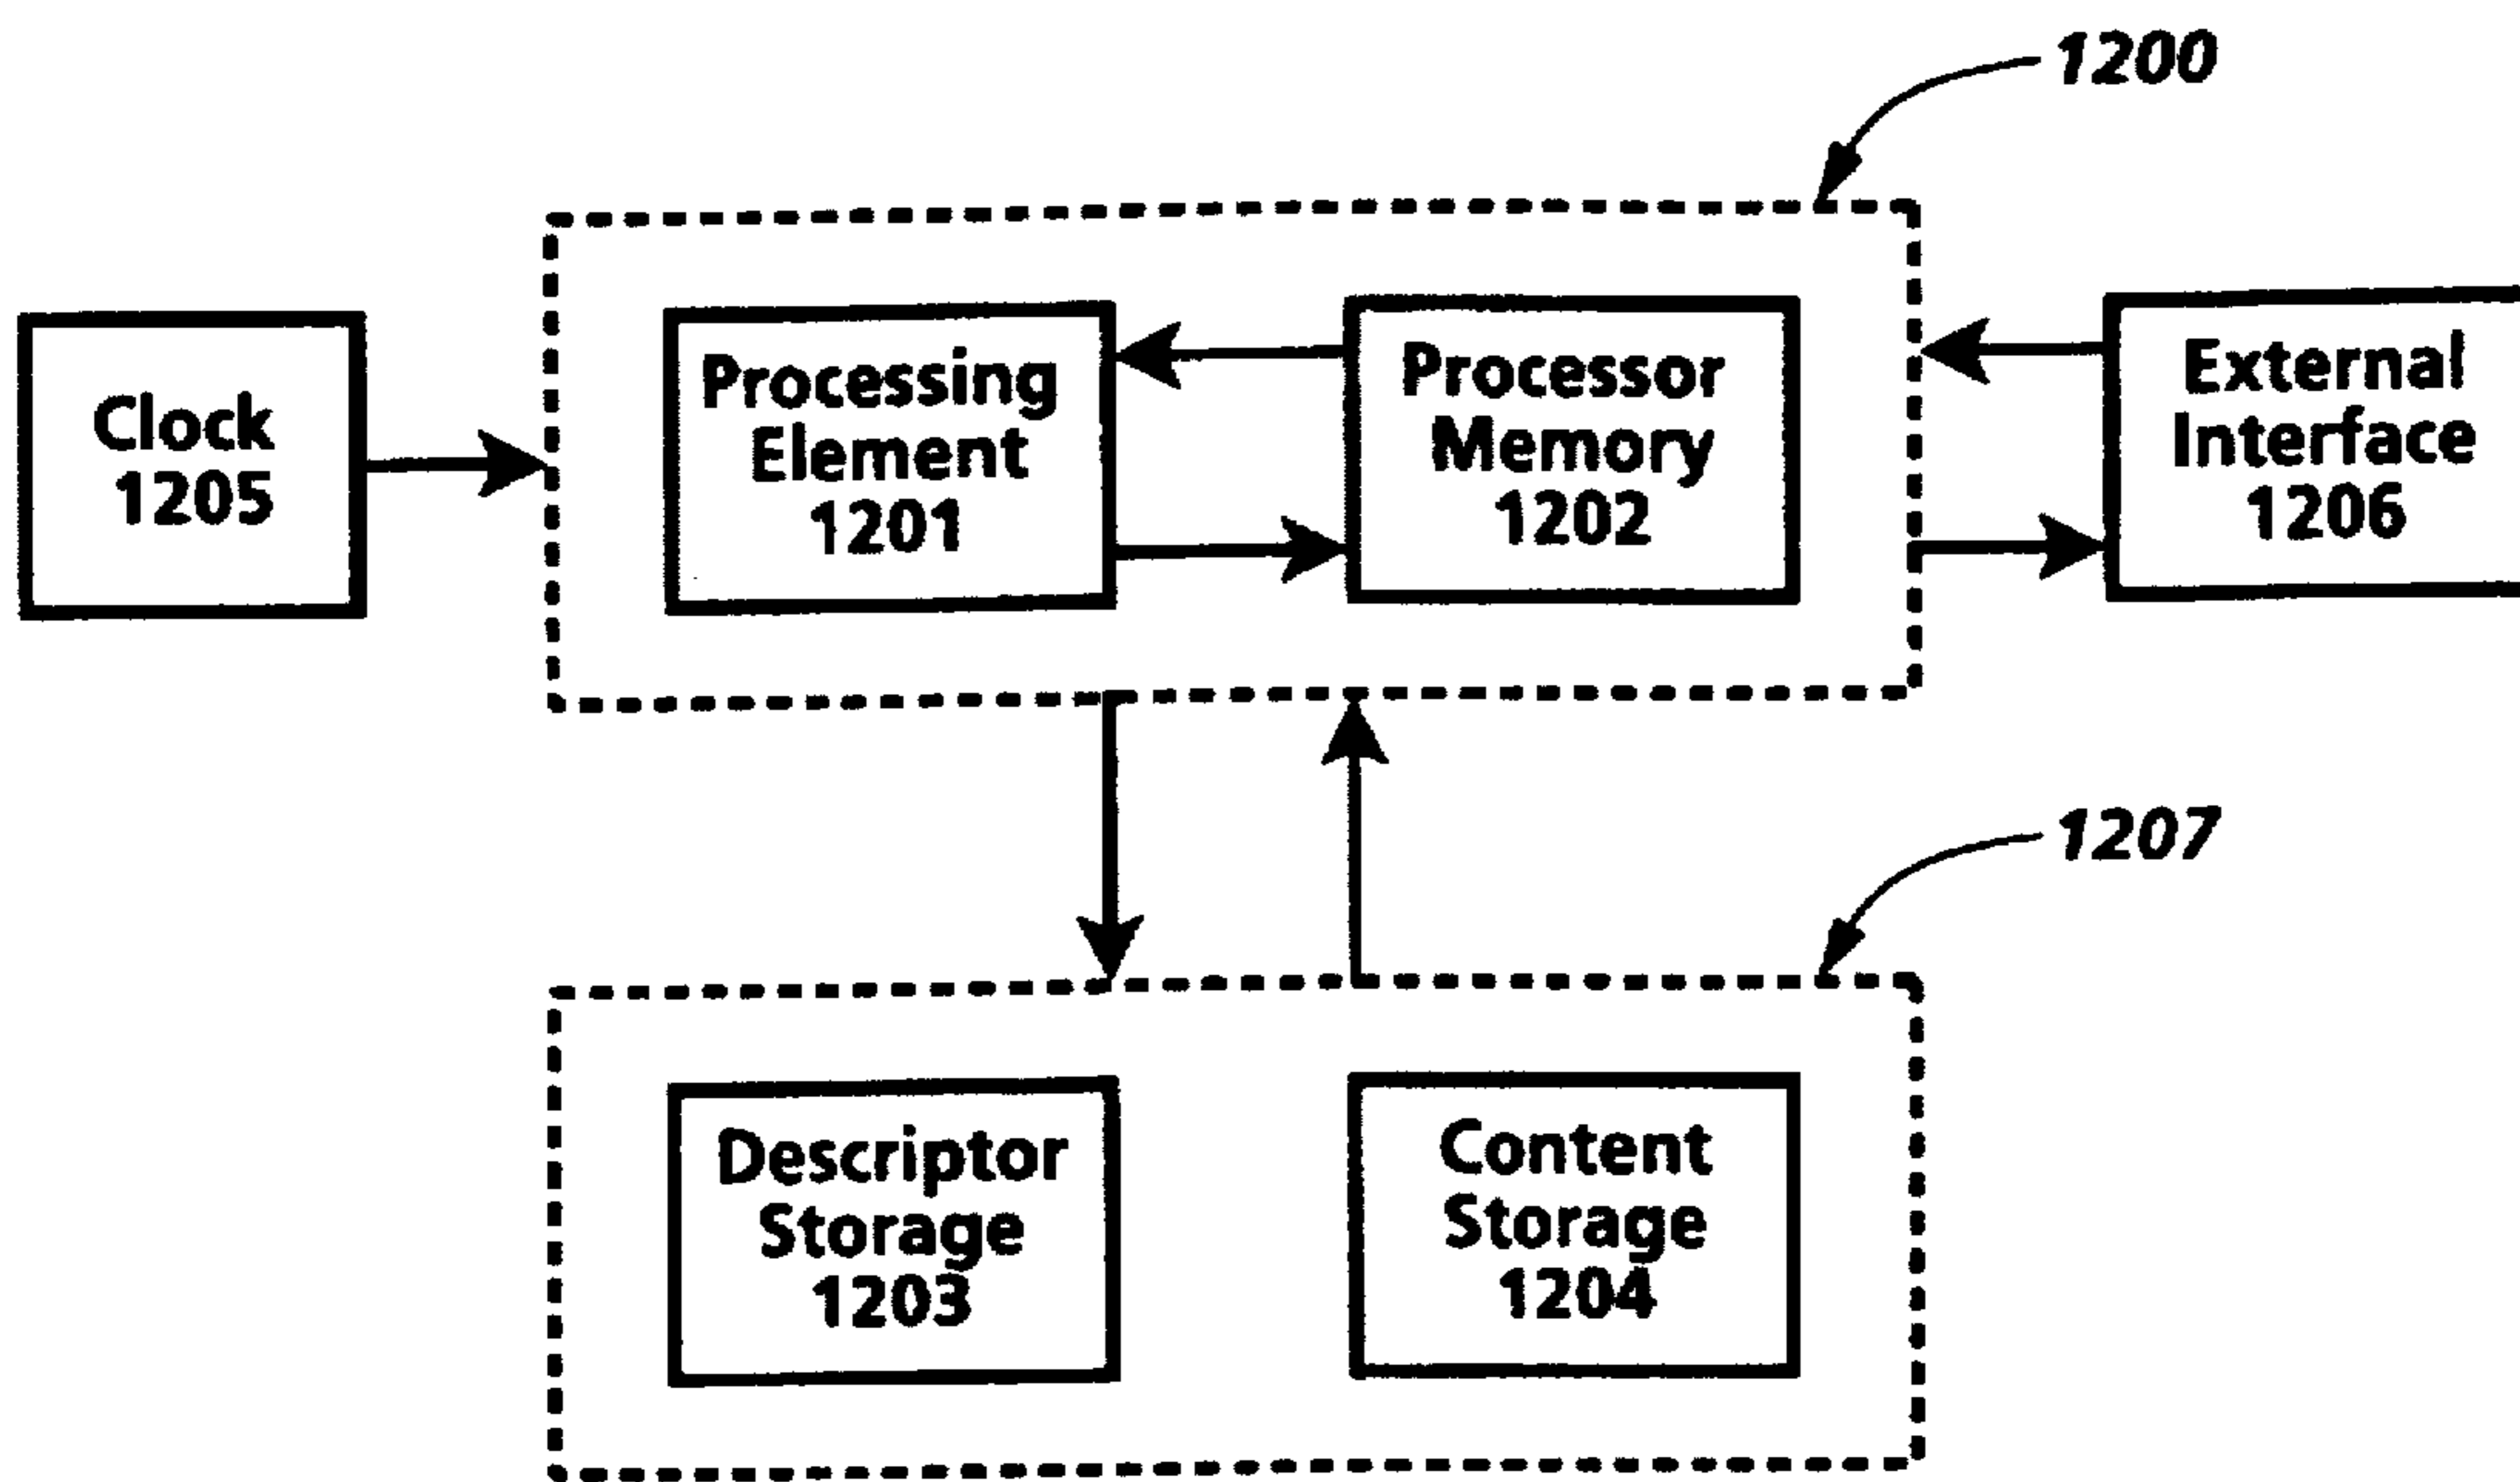 1200
Clock
1205
Processing
Element
1201
Processor
Memory
1202
External
Interface
1206
1207
Descriptor
Storage
1203
Content
Storage
1204